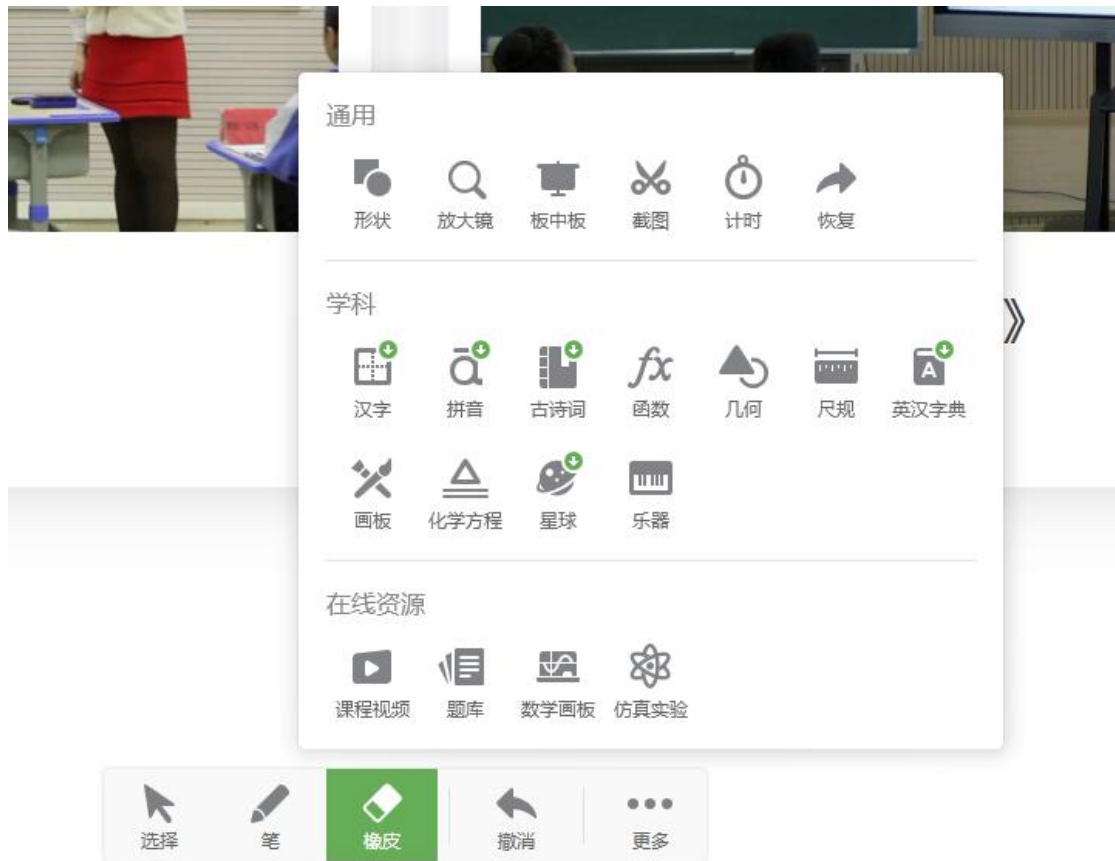 通用
形状 放大镜 板中板 截图 计时 恢复
学科
汉字 拼音 古诗词 函数 几何 尺规 英汉字典
画板 化学方程 星球 乐器
在线资源
课程视频 题库 数学画板 仿真实验
选择 笔 橡皮 撤消 更多